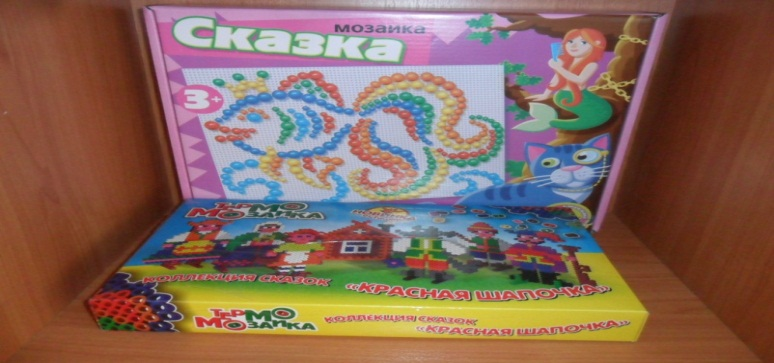 мозаика
Сказка
3+
ТЕРМО
МОЗАИКА
КОЛЛЕКЦИЯ СКАЗОК
«КРАСНАЯ ШАПОЧКА»
ТЕРМО
МОЗАИКА
КОЛЛЕКЦИЯ СКАЗОК
«КРАСНАЯ ШАПОЧКА»